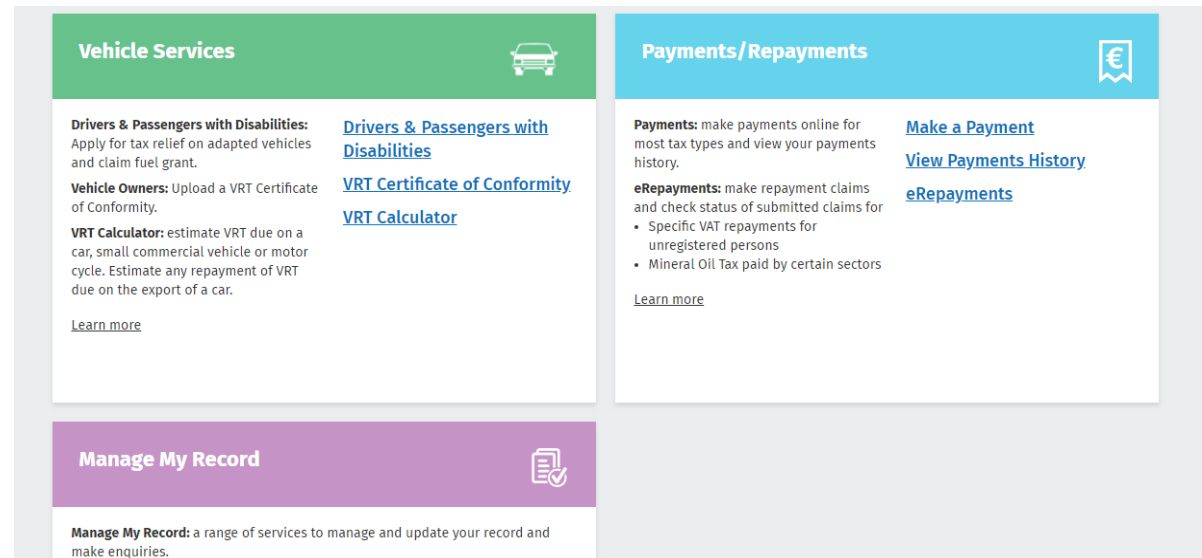 Vehicle Services
Drivers & Passengers with Disabilities:
Apply for tax relief on adapted vehicles
and claim fuel grant.
Vehicle Owners: Upload a VRT Certificate
of Conformity.
VRT Calculator: estimate VRT due on a
car, small commercial vehicle or motor
cycle. Estimate any repayment of VRT
due on the export of a car.
Learn more
Drivers & Passengers with
Disabilities
VRT Certificate of Conformity
VRT Calculator
Payments/Repayments
€
Payments: make payments online for
most tax types and view your payments
history.
eRepayments: make repayment claims
and check status of submitted claims for
• Specific VAT repayments for
unregistered persons
• Mineral Oil Tax paid by certain sectors
Learn more
Make a Payment
View Payments History
eRepayments
Manage My Record
Manage My Record: a range of services to manage and update your record and
make enquiries.